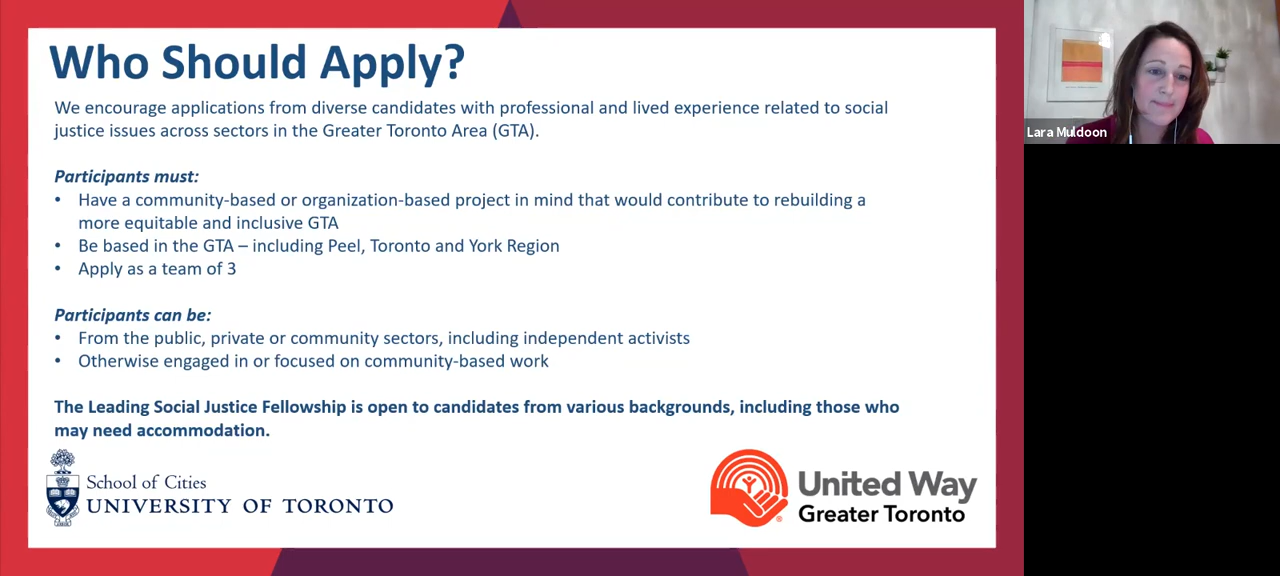 Who Should Apply?
We encourage applications from diverse candidates with professional and lived experience related to social
justice issues across sectors in the Greater Toronto Area (GTA).
Participants must:
• Have a community-based or organization-based project in mind that would contribute to rebuilding a
more equitable and inclusive GTA
• Be based in the GTA – including Peel, Toronto and York Region
• Apply as a team of 3
Participants can be:
• From the public, private or community sectors, including independent activists
• Otherwise engaged in or focused on community-based work
The Leading Social Justice Fellowship is open to candidates from various backgrounds, including those who
may need accommodation.
School of Cities
UNIVERSITY OF TORONTO
United Way
®
Greater Toronto
Lara Muldoon